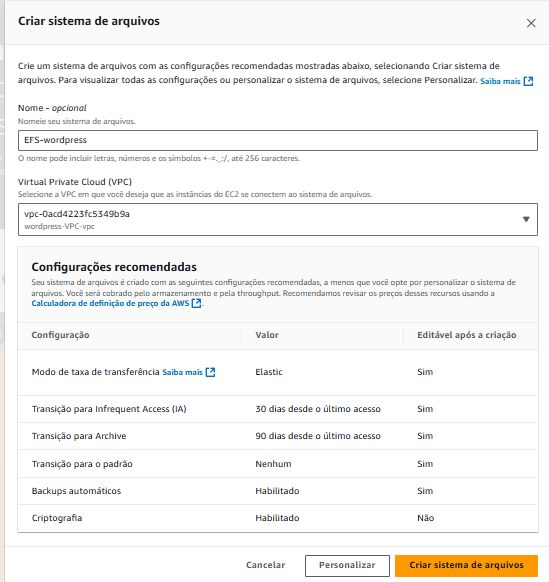 Criar sistema de arquivos
Crie um sistema de arquivos com as configurações recomendadas mostradas abaixo, selecionando Criar sistema de
arquivos. Para visualizar todas as configurações ou personalizar o sistema de arquivos, selecione Personalizar. Saiba mais
Nome - opcional
Nomeie seu sistema de arquivos.
EFS-wordpress
O nome pode incluir letras, números e os símbolos +-=._:/, até 256 caracteres.
Virtual Private Cloud (VPC)
Selecione a VPC em que você deseja que as instâncias do EC2 se conectem ao sistema de arquivos.
vpc-0acd4223fc5349b9a
wordpress-VPC-vpc
Configurações recomendadas
Seu sistema de arquivos é criado com as seguintes configurações recomendadas, a menos que você opte por personalizar o sistema de
arquivos. Você será cobrado pelo armazenamento e pela throughput. Recomendamos revisar os preços desses recursos usando a
Calculadora de definição de preço da AWS.
Configuração Valor Editável após a criação
Modo de taxa de transferência Saiba mais Elastic Sim
Transição para Infrequent Access (IA) 30 dias desde o último acesso Sim
Transição para Archive 90 dias desde o último acesso Sim
Transição para o padrão Nenhum Sim
Backups automáticos Habilitado Sim
Criptografia Habilitado Não
Cancelar Personalizar Criar sistema de arquivos